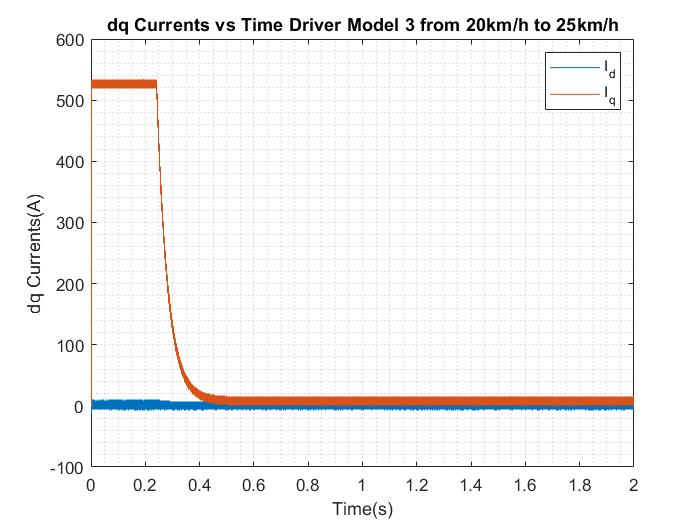 dq Currents vs Time Driver Model 3 from 20km/h to 25km/h
600
500
400
300
200
100
0
-100
dq Currents(A)
I_d
I_q
0 0.2 0.4 0.6 0.8 1 1.2 1.4 1.6 1.8 2
Time(s)